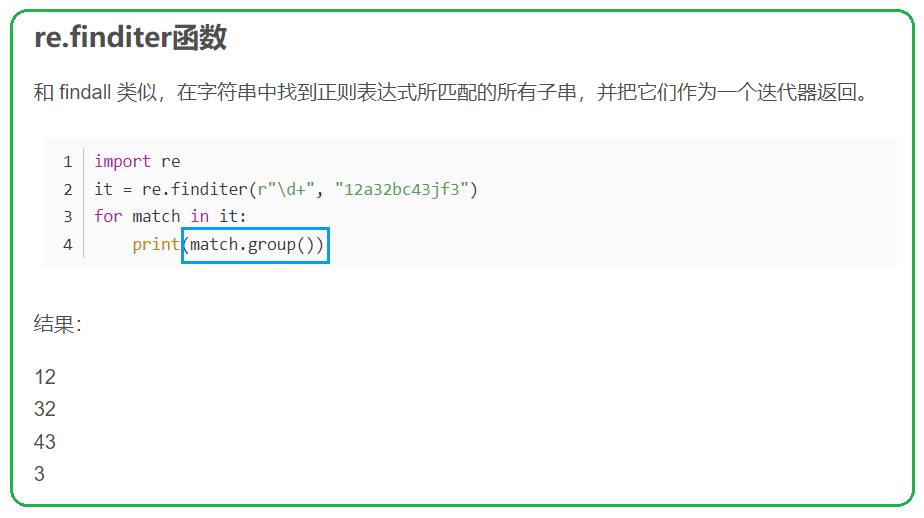 re.finditer函数
和 findall 类似，在字符串中找到正则表达式所匹配的所有子串，并把它们作为一个迭代器返回。
1 import re
2 it = re.finditer(r"\d+", "12a32bc43jf3")
3 for match in it:
4     print(match.group())
结果：
12
32
43
3